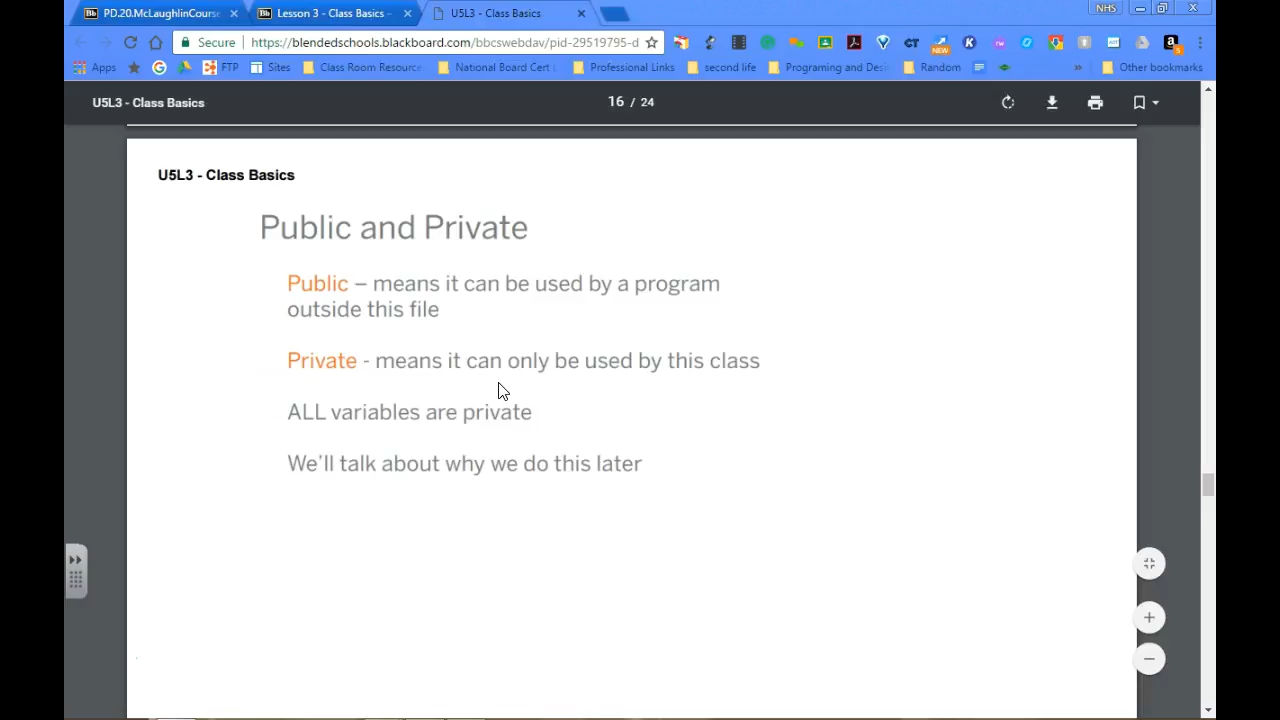 PD.20.McLaughlinCourse
Lesson 3 - Class Basics –
U5L3 - Class Basics
NHS
Secure
https://blendedschools.blackboard.com/bbcswebdav/pid-29519795-d
Apps
FTP
Sites
Class Room Resource
National Board Cert
Professional Links
second life
Programing and Des
Random
»
Other bookmarks
U5L3 - Class Basics
16 / 24
U5L3 - Class Basics
Public and Private
Public – means it can be used by a program
outside this file
Private - means it can only be used by this class
ALL variables are private
We'll talk about why we do this later